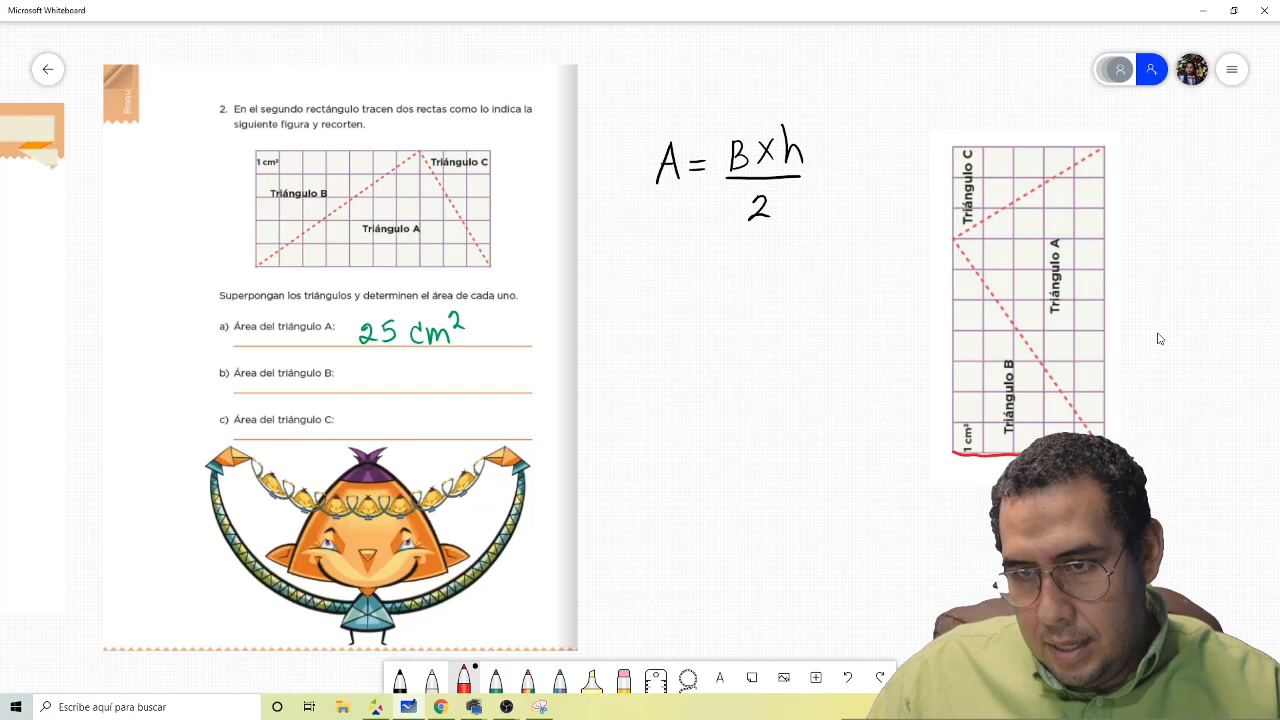 Microsoft Whiteboard
Bloqu
2. En el segundo rectángulo tracen dos rectas como lo indica la
siguiente figura y recorten.
1 cm²
Triángulo C
Triángulo B
Triángulo A
Superpongan los triángulos y determinen el área de cada uno.
a) Área del triángulo A: 25 cm²
b) Área del triángulo B:
c) Área del triángulo C:
A = B x h
2
Triángulo C
Triángulo A
Triángulo B
1 cm²
A
Escribe aquí para buscar